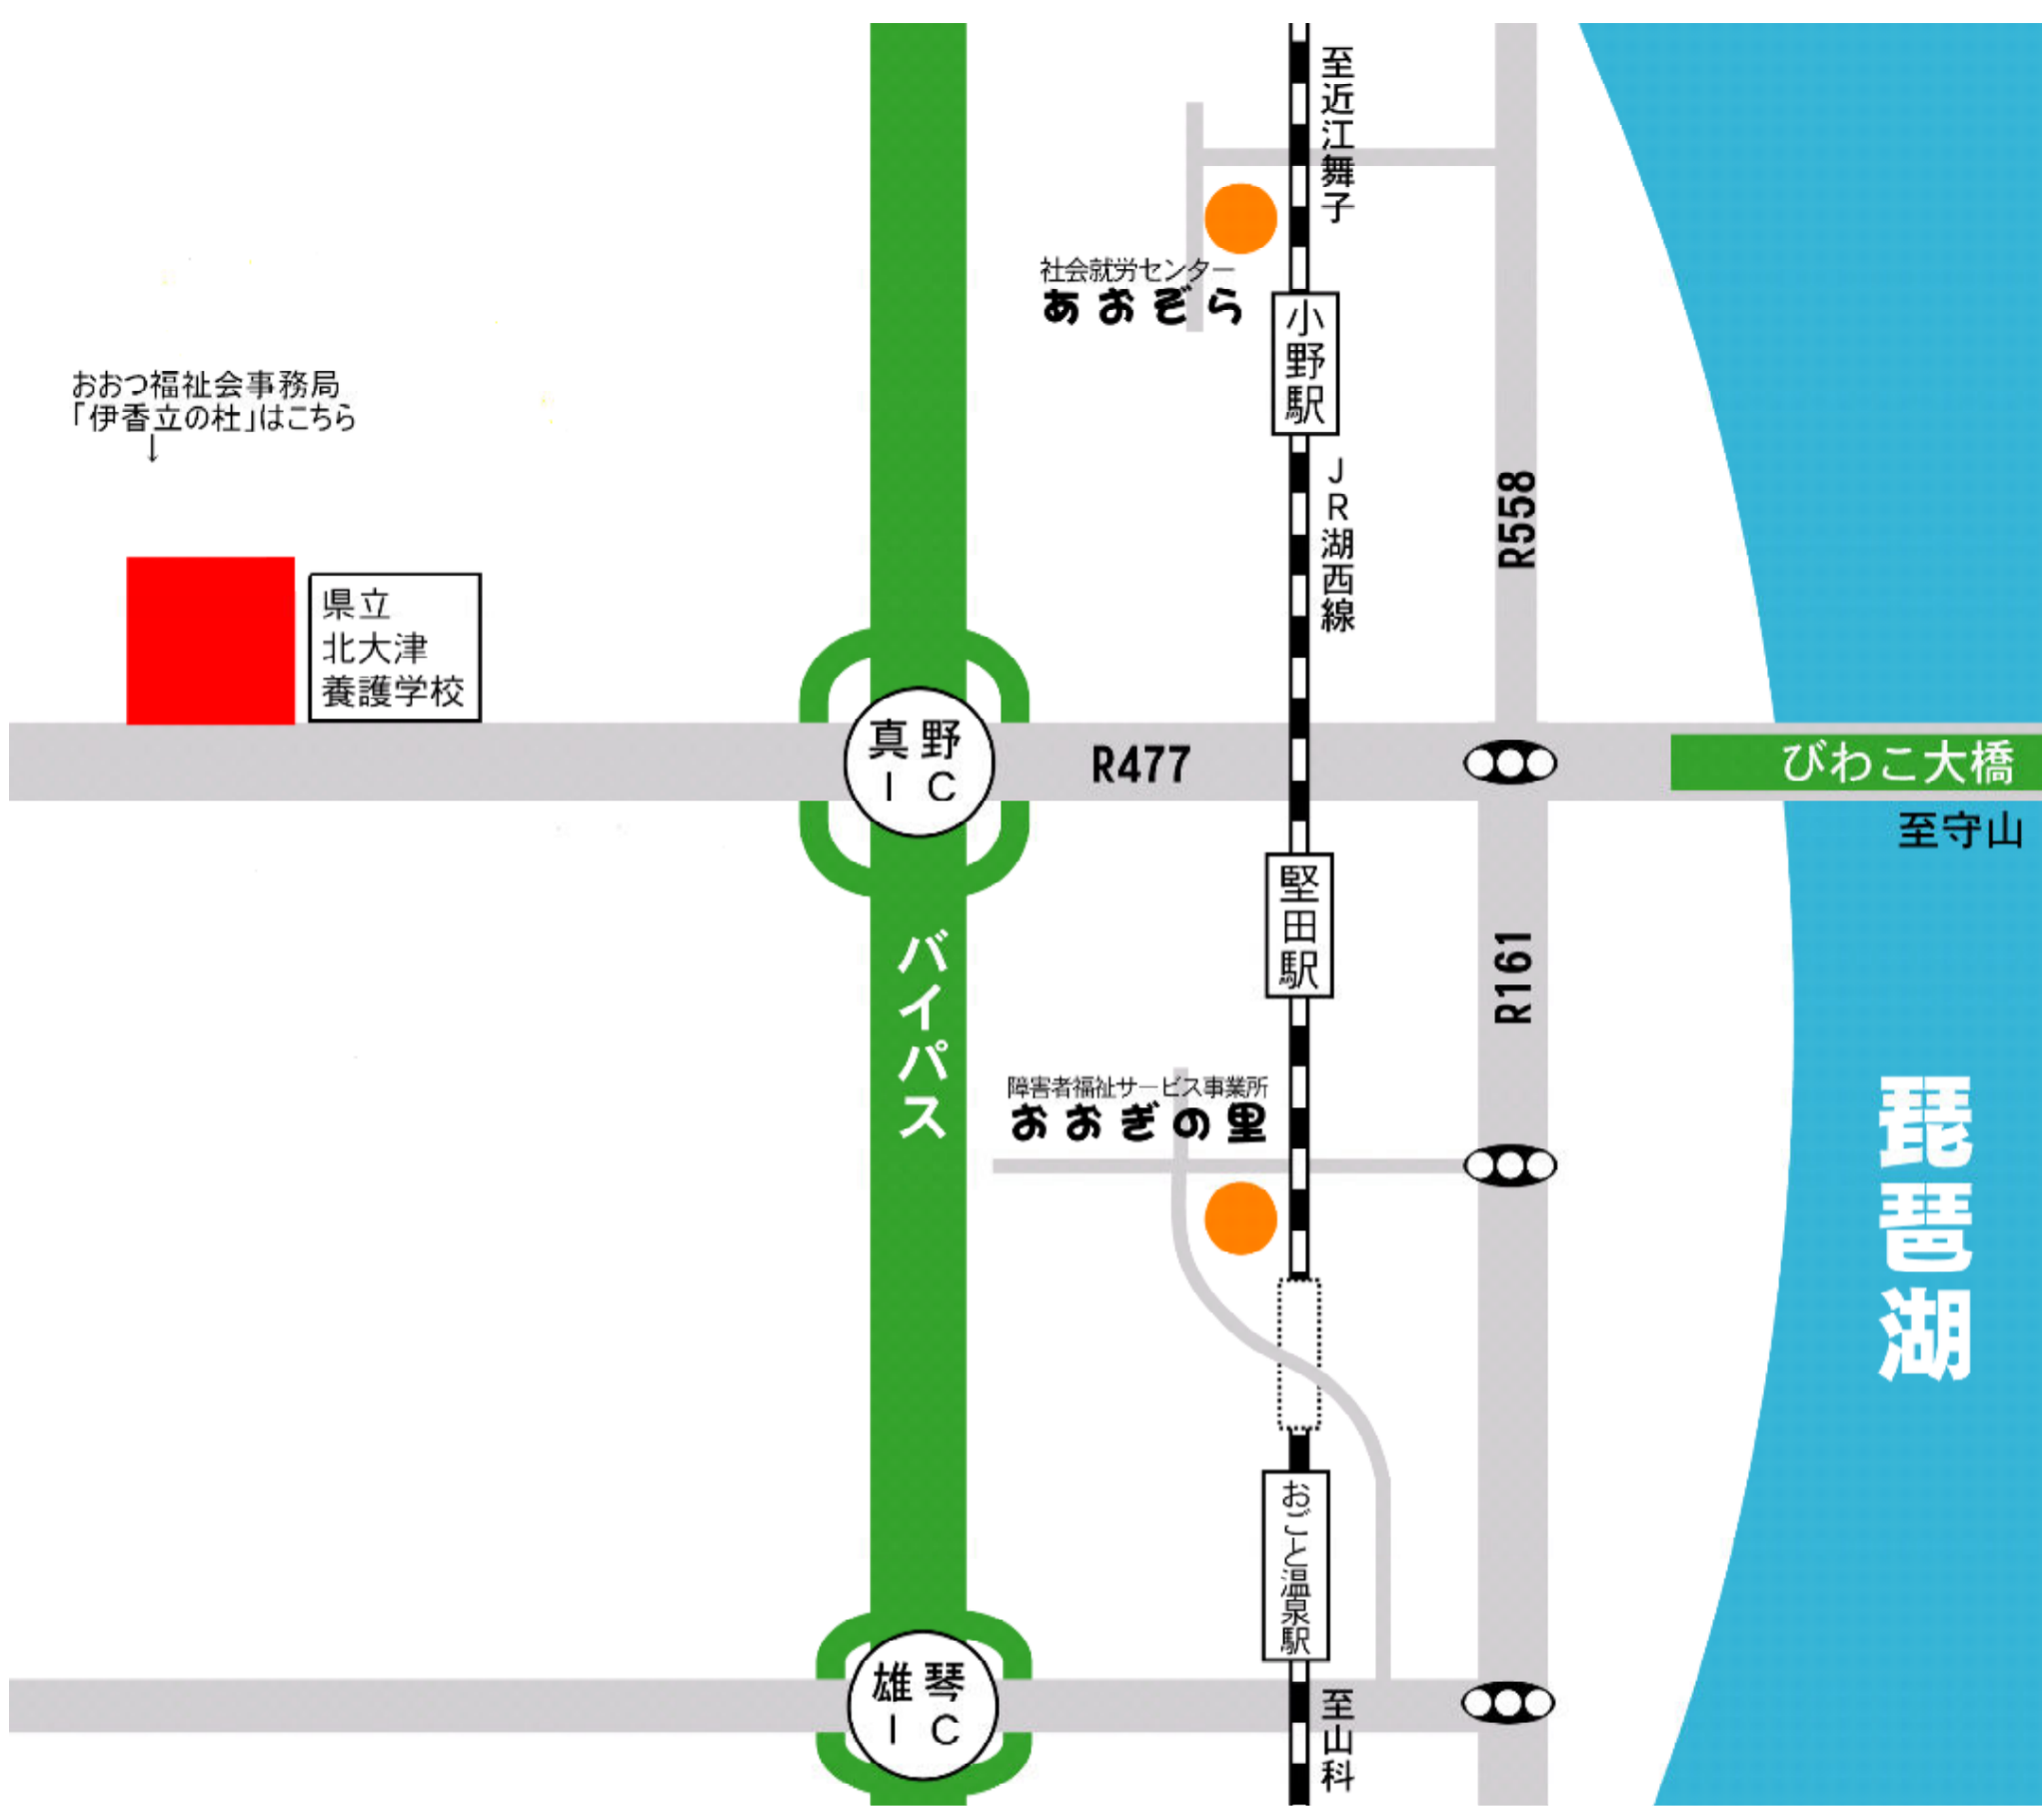 至近江舞子
社会就労センター
あおぞら
小野駅
おおつ福祉会事務局
「伊香立の杜」はこちら
↓
JR湖西線
R558
県立
北大津
養護学校
真野
IC
R477
びわこ大橋
至守山
堅田駅
バイパス
R161
障害者福祉サービス事業所
おおぎの里
琵琶湖
おごと温泉駅
雄琴
IC
至山科